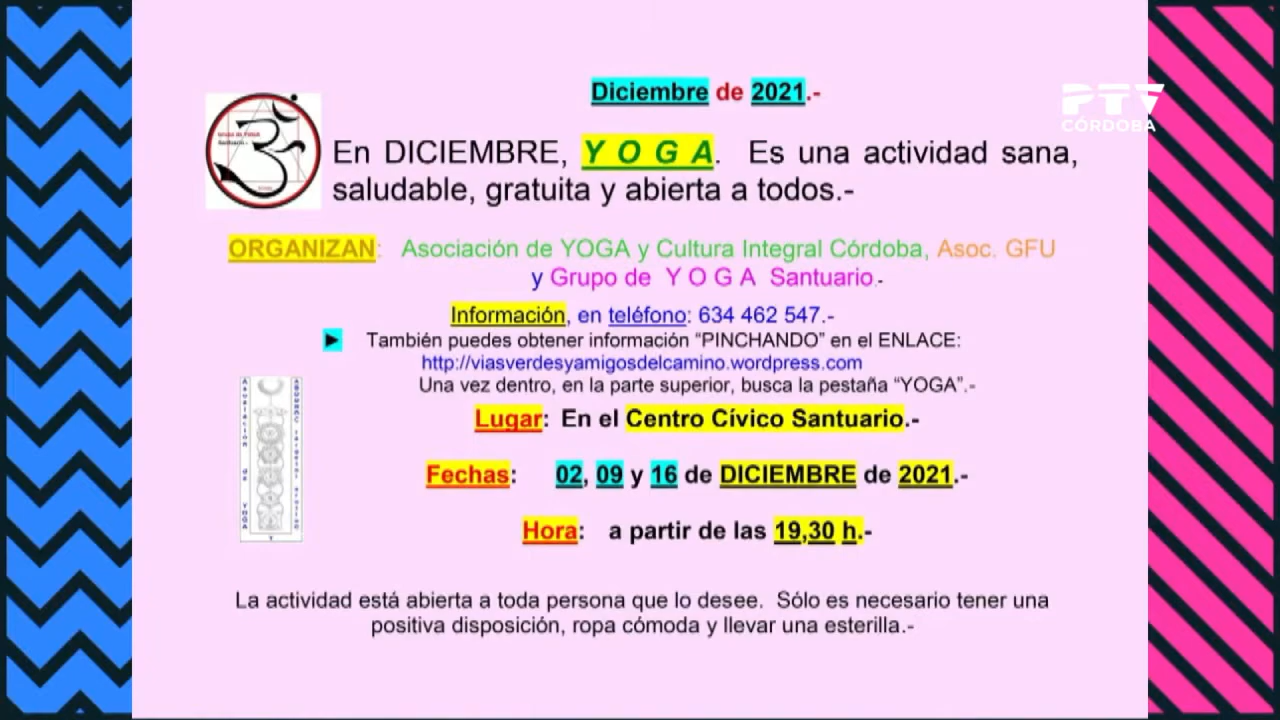 Diciembre de 2021.-
PTV
CÓRDOBA
En DICIEMBRE, Y O G A. Es una actividad sana,
saludable, gratuita y abierta a todos.-
ORGANIZAN: Asociación de YOGA y Cultura Integral Córdoba, Asoc. GFU
y Grupo de Y O G A Santuario.-
Información, en teléfono: 634 462 547.-
► También puedes obtener información “PINCHANDO” en el ENLACE:
http://viasverdesyamigosdelcamino.wordpress.com
Una vez dentro, en la parte superior, busca la pestaña “YOGA”.-
Lugar: En el Centro Cívico Santuario.-
Fechas: 02, 09 y 16 de DICIEMBRE de 2021.-
Hora: a partir de las 19,30 h.-
La actividad está abierta a toda persona que lo desee. Sólo es necesario tener una
positiva disposición, ropa cómoda y llevar una esterilla.-